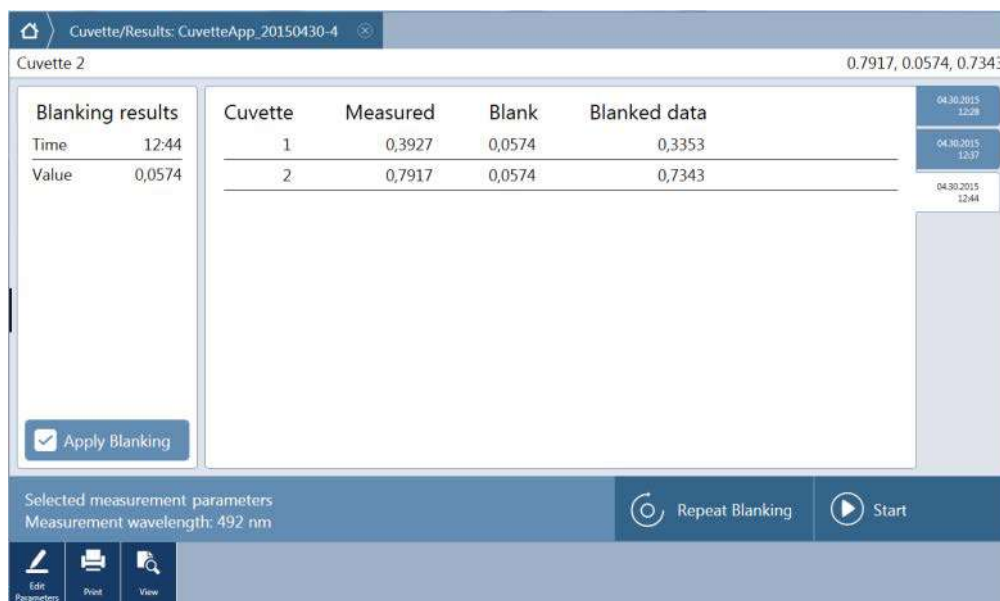 Cuvette/Results: CuvetteApp_20150430-4
Cuvette 2 0.7917, 0.0574, 0.7343
Blanking results
Time 12:44
Value 0,0574
Apply Blanking
Cuvette Measured Blank Blanked data
1 0,3927 0,0574 0,3353
2 0,7917 0,0574 0,7343
04.30.2015
12:28
04.30.2015
12:37
04.30.2015
12:44
Selected measurement parameters
Measurement wavelength: 492 nm
Repeat Blanking
Start
Edit
Parameters
Print
View